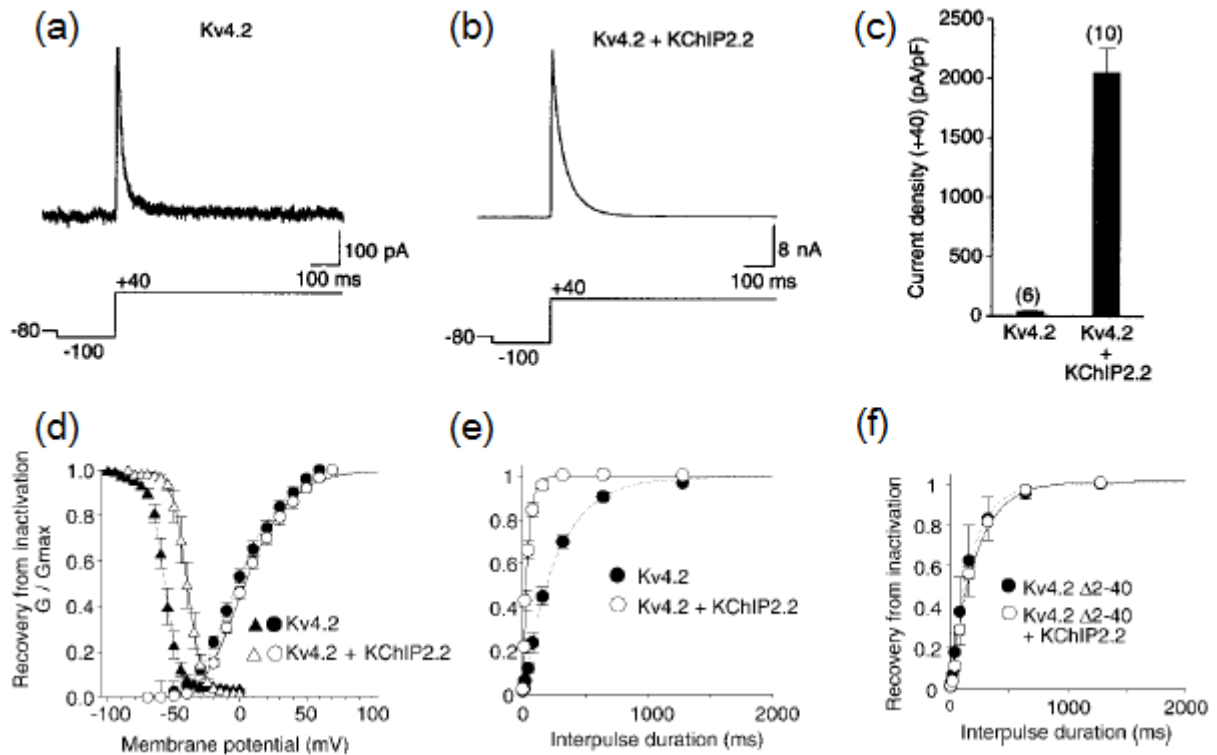 (a)
Kv4.2
100 pA
100 ms
+40
-80
-100
(b)
Kv4.2 + KChIP2.2
8 nA
100 ms
+40
-80
-100
(c)
Current density (+40) (pA/pF)
2500
2000
1500
1000
500
0
(6)
(10)
Kv4.2
Kv4.2
+
KChIP2.2
(d)
Recovery from inactivation
G / Gmax
1.0
0.8
0.6
0.4
0.2
0.0
-100
-50
0
50
100
Membrane potential (mV)
Kv4.2
Kv4.2 + KChIP2.2
(e)
1
0.8
0.6
0.4
0.2
0
0
1000
2000
Interpulse duration (ms)
Kv4.2
Kv4.2 + KChIP2.2
(f)
Recovery from inactivation
1
0.8
0.6
0.4
0.2
0
0
1000
2000
Interpulse duration (ms)
Kv4.2 Δ2-40
Kv4.2 Δ2-40
+ KChIP2.2